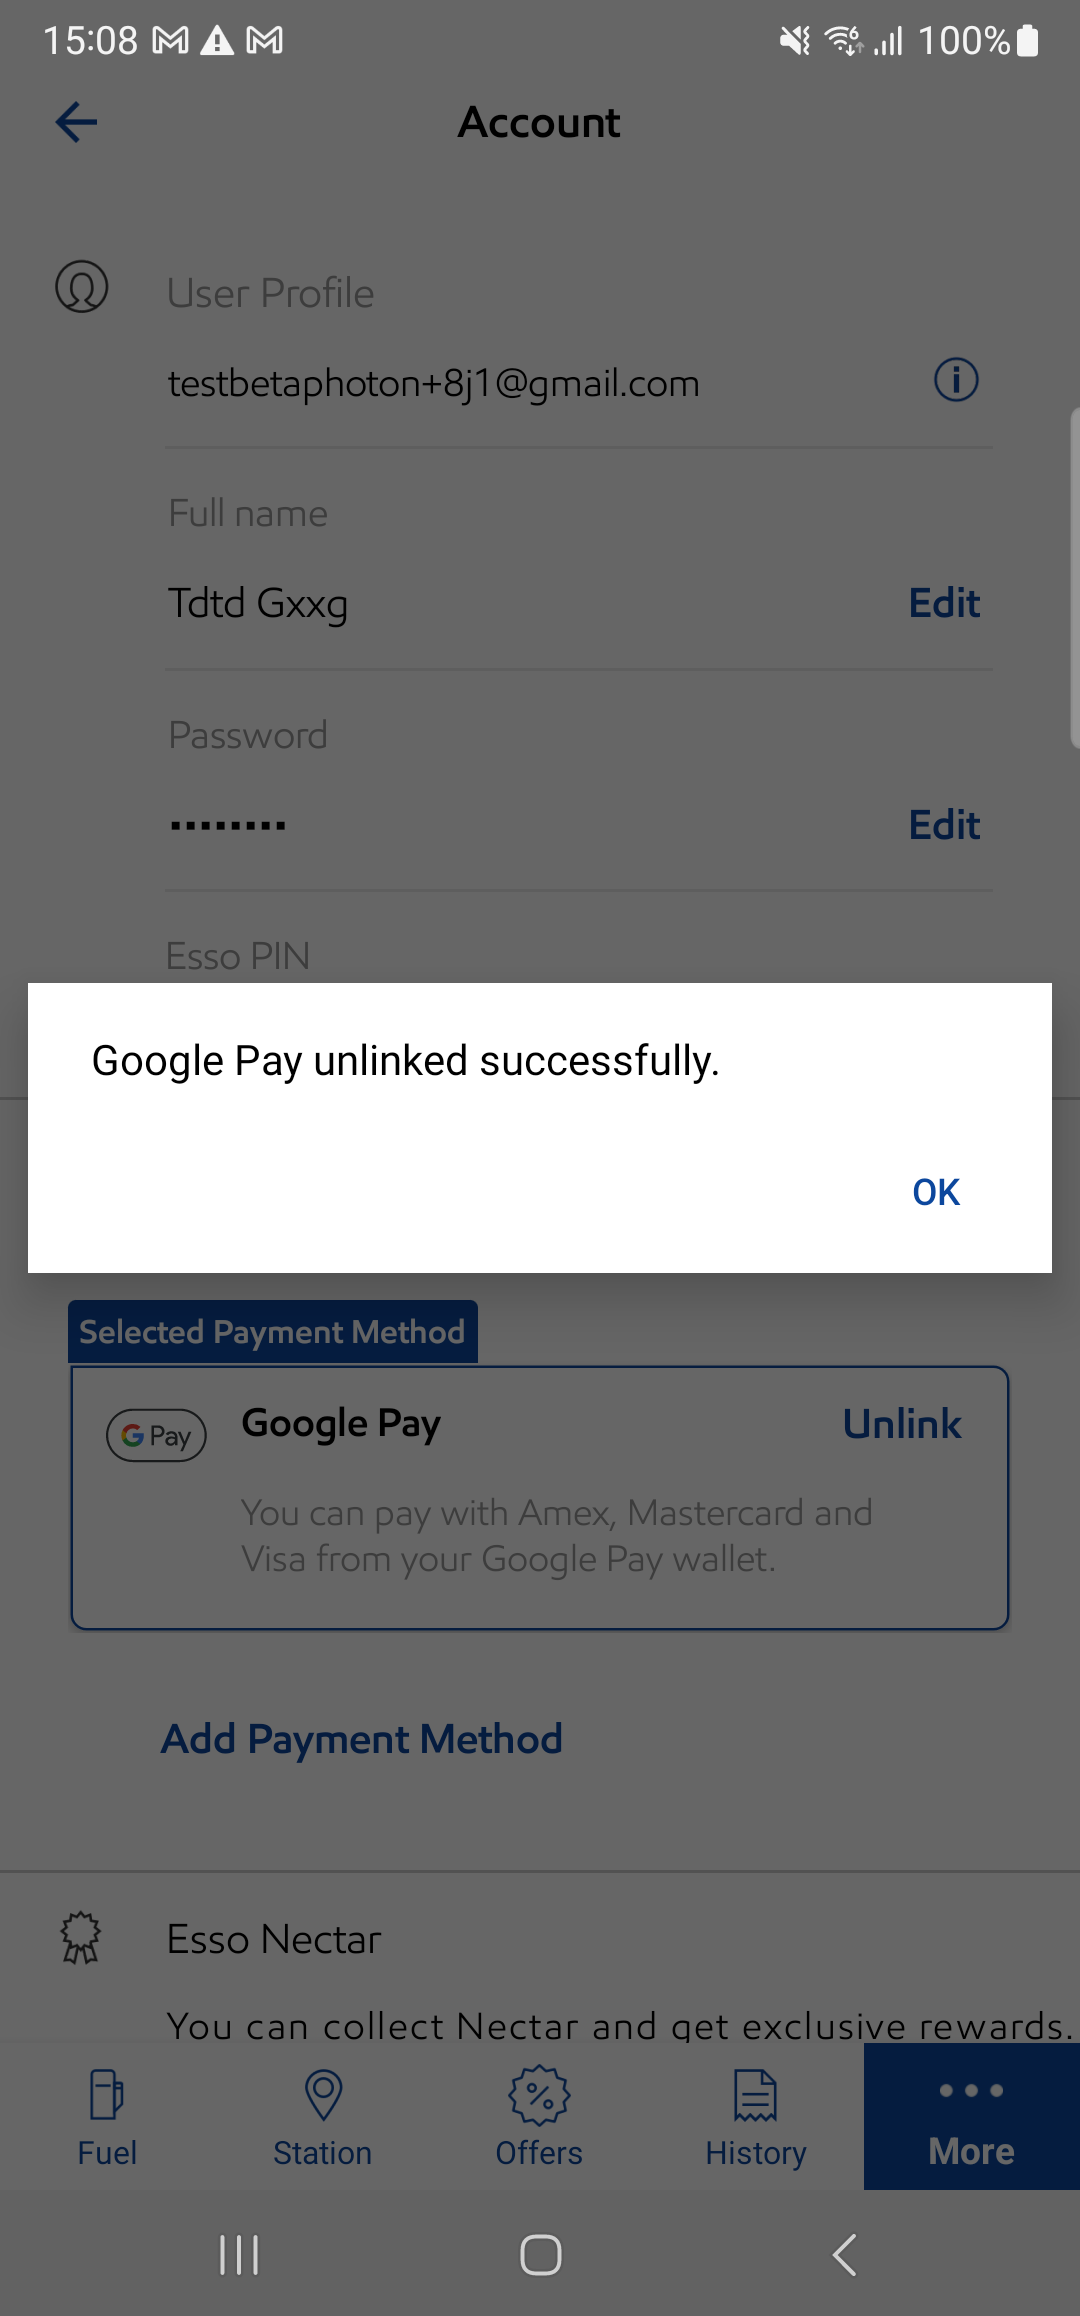 15:08 100%
Account
User Profile
testbetaphoton+8j1@gmail.com
Full name
Tdtd Gxxg Edit
Password
•••••••• Edit
Esso PIN
Google Pay unlinked successfully.
OK
Selected Payment Method
G Pay Google Pay Unlink
You can pay with Amex, Mastercard and
Visa from your Google Pay wallet.
Add Payment Method
Esso Nectar
You can collect Nectar and get exclusive rewards.
Fuel Station Offers History More